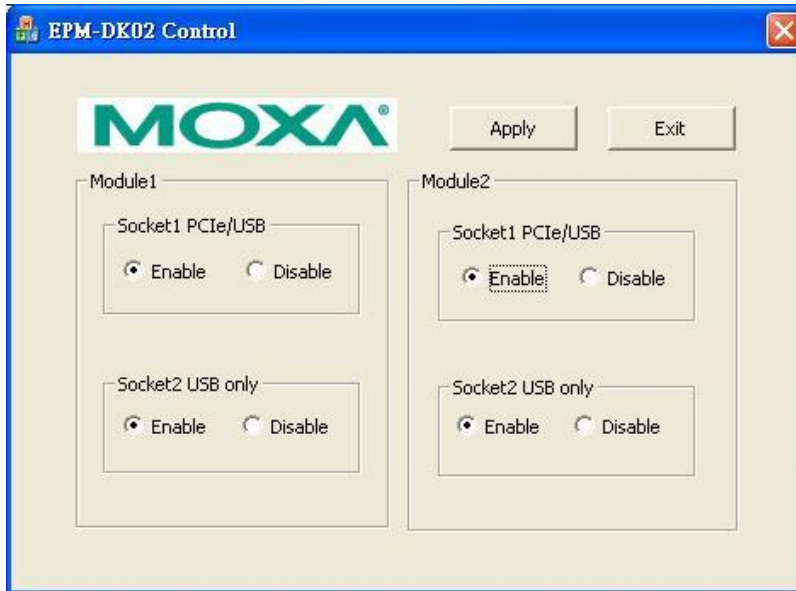 EPM-DK02 Control
MOXA®
Apply
Exit
Module1
Socket1 PCIe/USB
Enable
Disable
Socket2 USB only
Enable
Disable
Module2
Socket1 PCIe/USB
Enable
Disable
Socket2 USB only
Enable
Disable